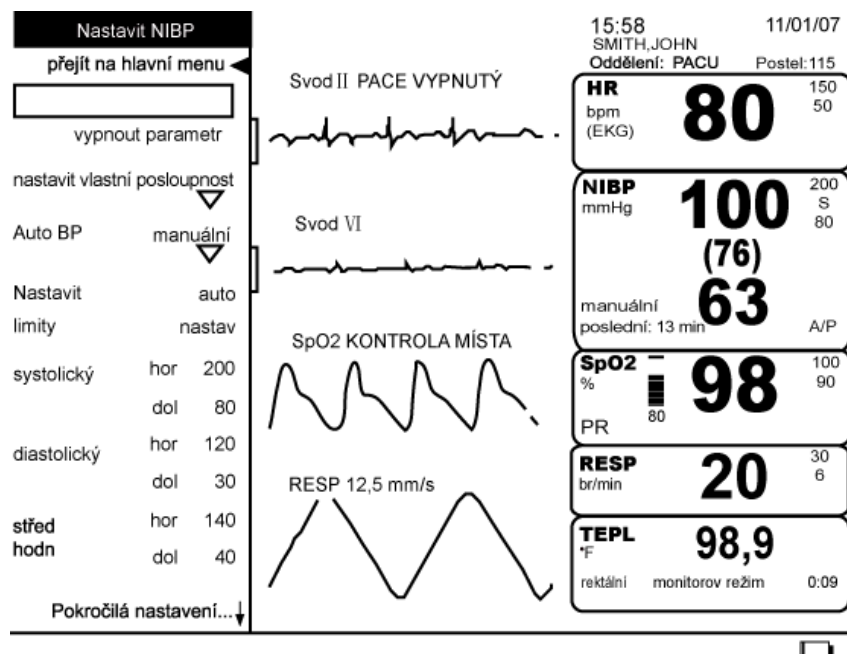 Nastavit NIBP
přejít na hlavní menu
vypnout parametr
nastavit vlastní posloupnost
Auto BP manuální
Nastavit auto
limity nastav
systolický hor 200
dol 80
diastolický hor 120
dol 30
střed hor 140
hodn dol 40
Pokročilá nastavení...
Svod II PACE VYPNUTÝ
Svod VI
SpO2 KONTROLA MÍSTA
RESP 12,5 mm/s
15:58 11/01/07
SMITH,JOHN
Oddělení: PACU Postel:115
HR 80 150
bpm 50
(EKG)
NIBP 100 200
mmHg S
80
(76)
63
manuální
poslední: 13 min A/P
SpO2 98 100
% 90
80
PR
RESP 20 30
br/min 6
TEPL 98,9
°F
rektální monitorov režim 0:09